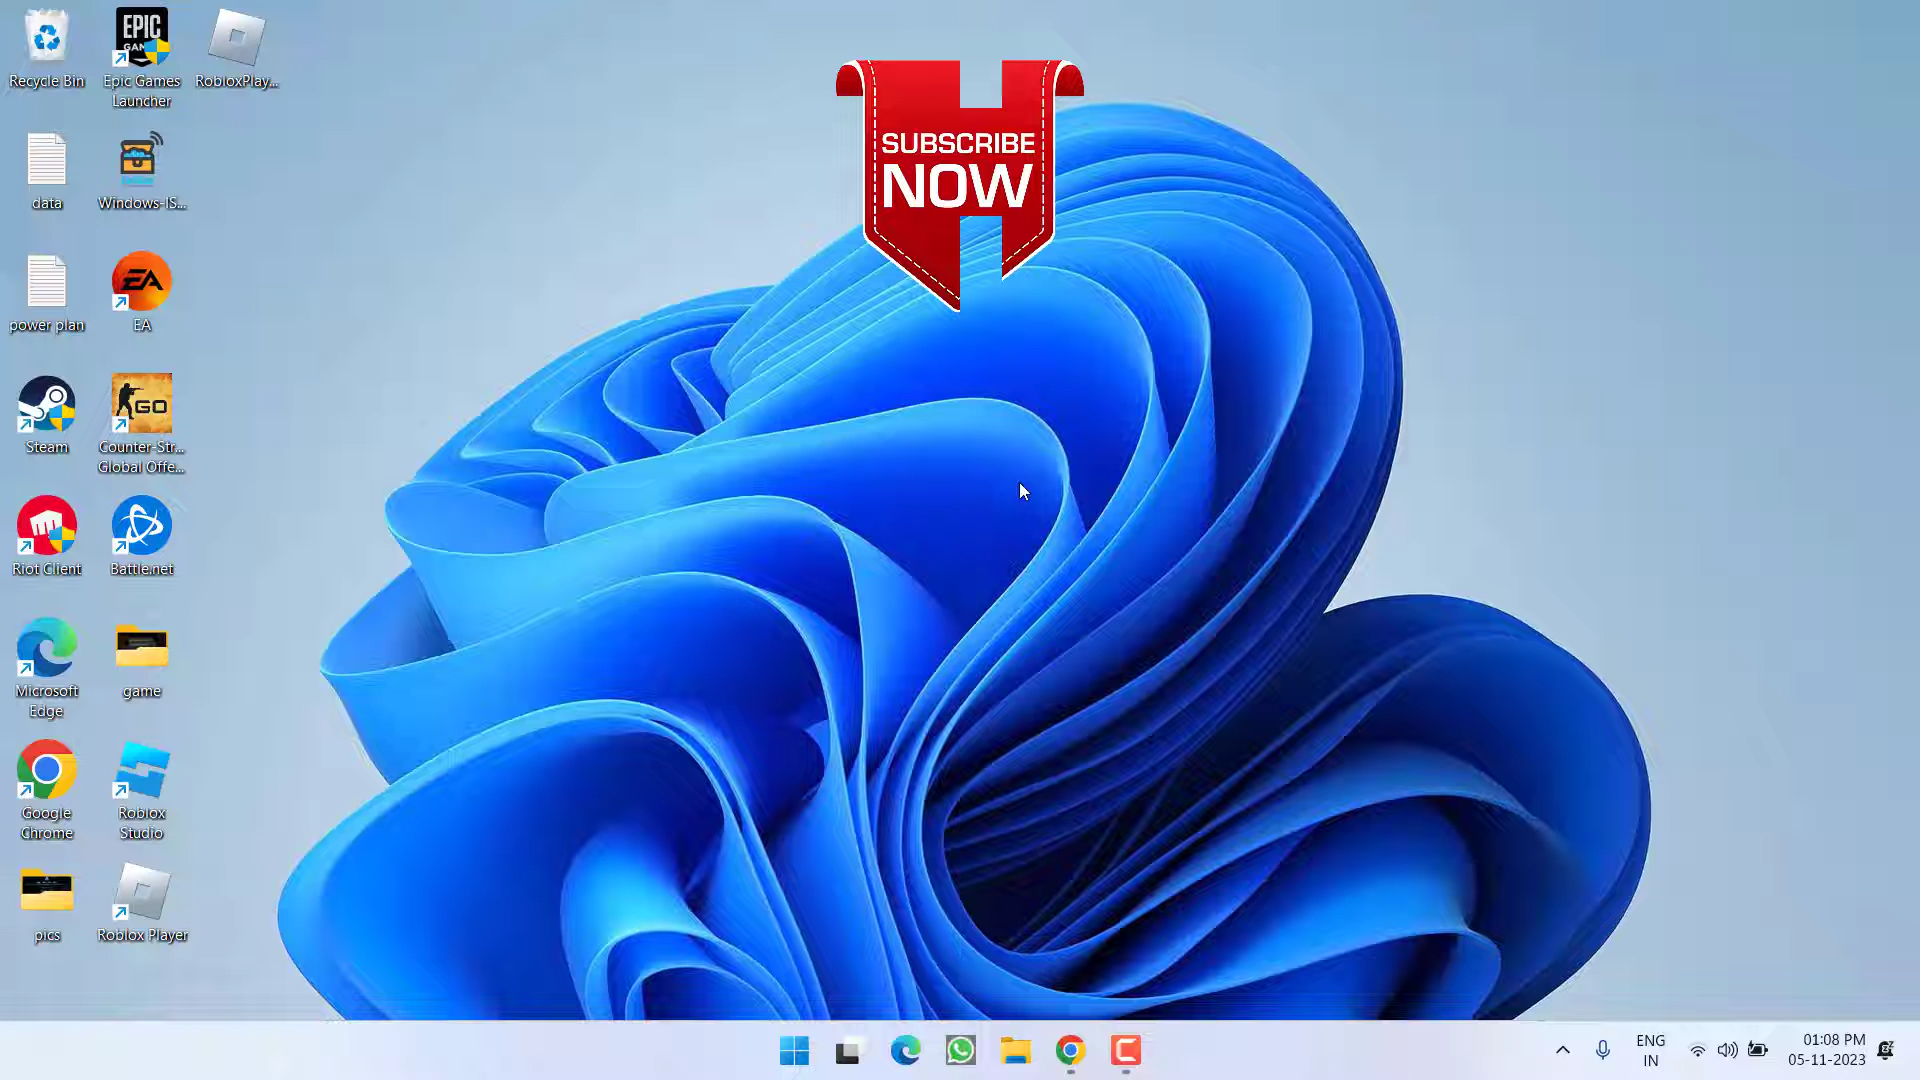 SUBSCRIBE
NOW
Recycle Bin
EPIC
GAMES
Epic Games
Launcher
RobloxPlay...
data
Windows-IS...
power plan
EA
EA
Steam
GO
Counter-Str...
Global Offe...
Riot Client
Battle.net
Microsoft
Edge
game
Google
Chrome
Roblox
Studio
pics
Roblox Player
ENG
IN
01:08 PM
05-11-2023